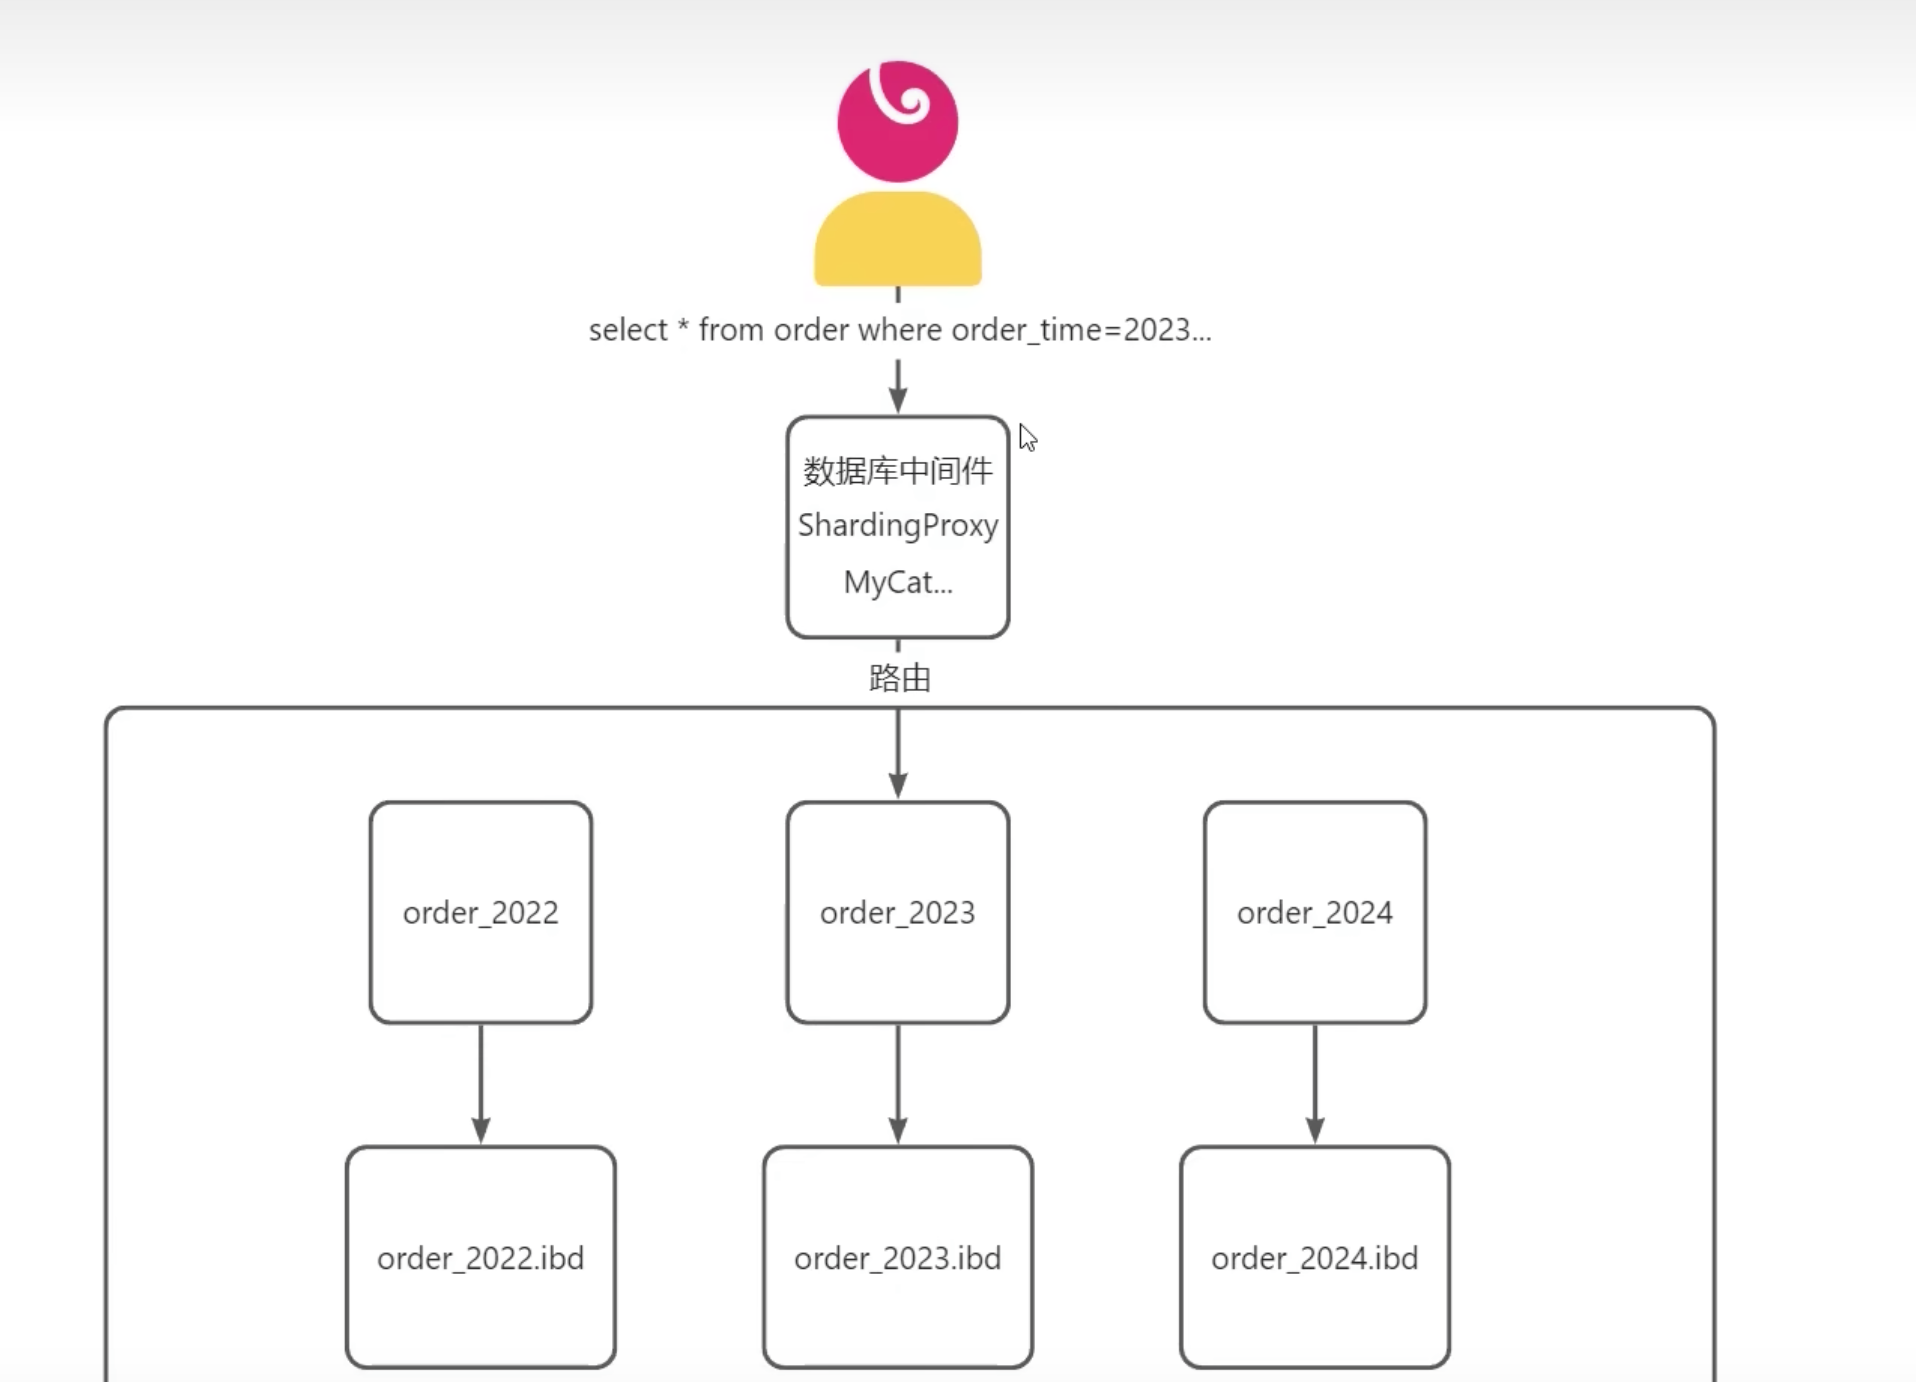 select * from order where order_time=2023...
数据库中间件
ShardingProxy
MyCat...
路由
order_2022
order_2023
order_2024
order_2022.ibd
order_2023.ibd
order_2024.ibd